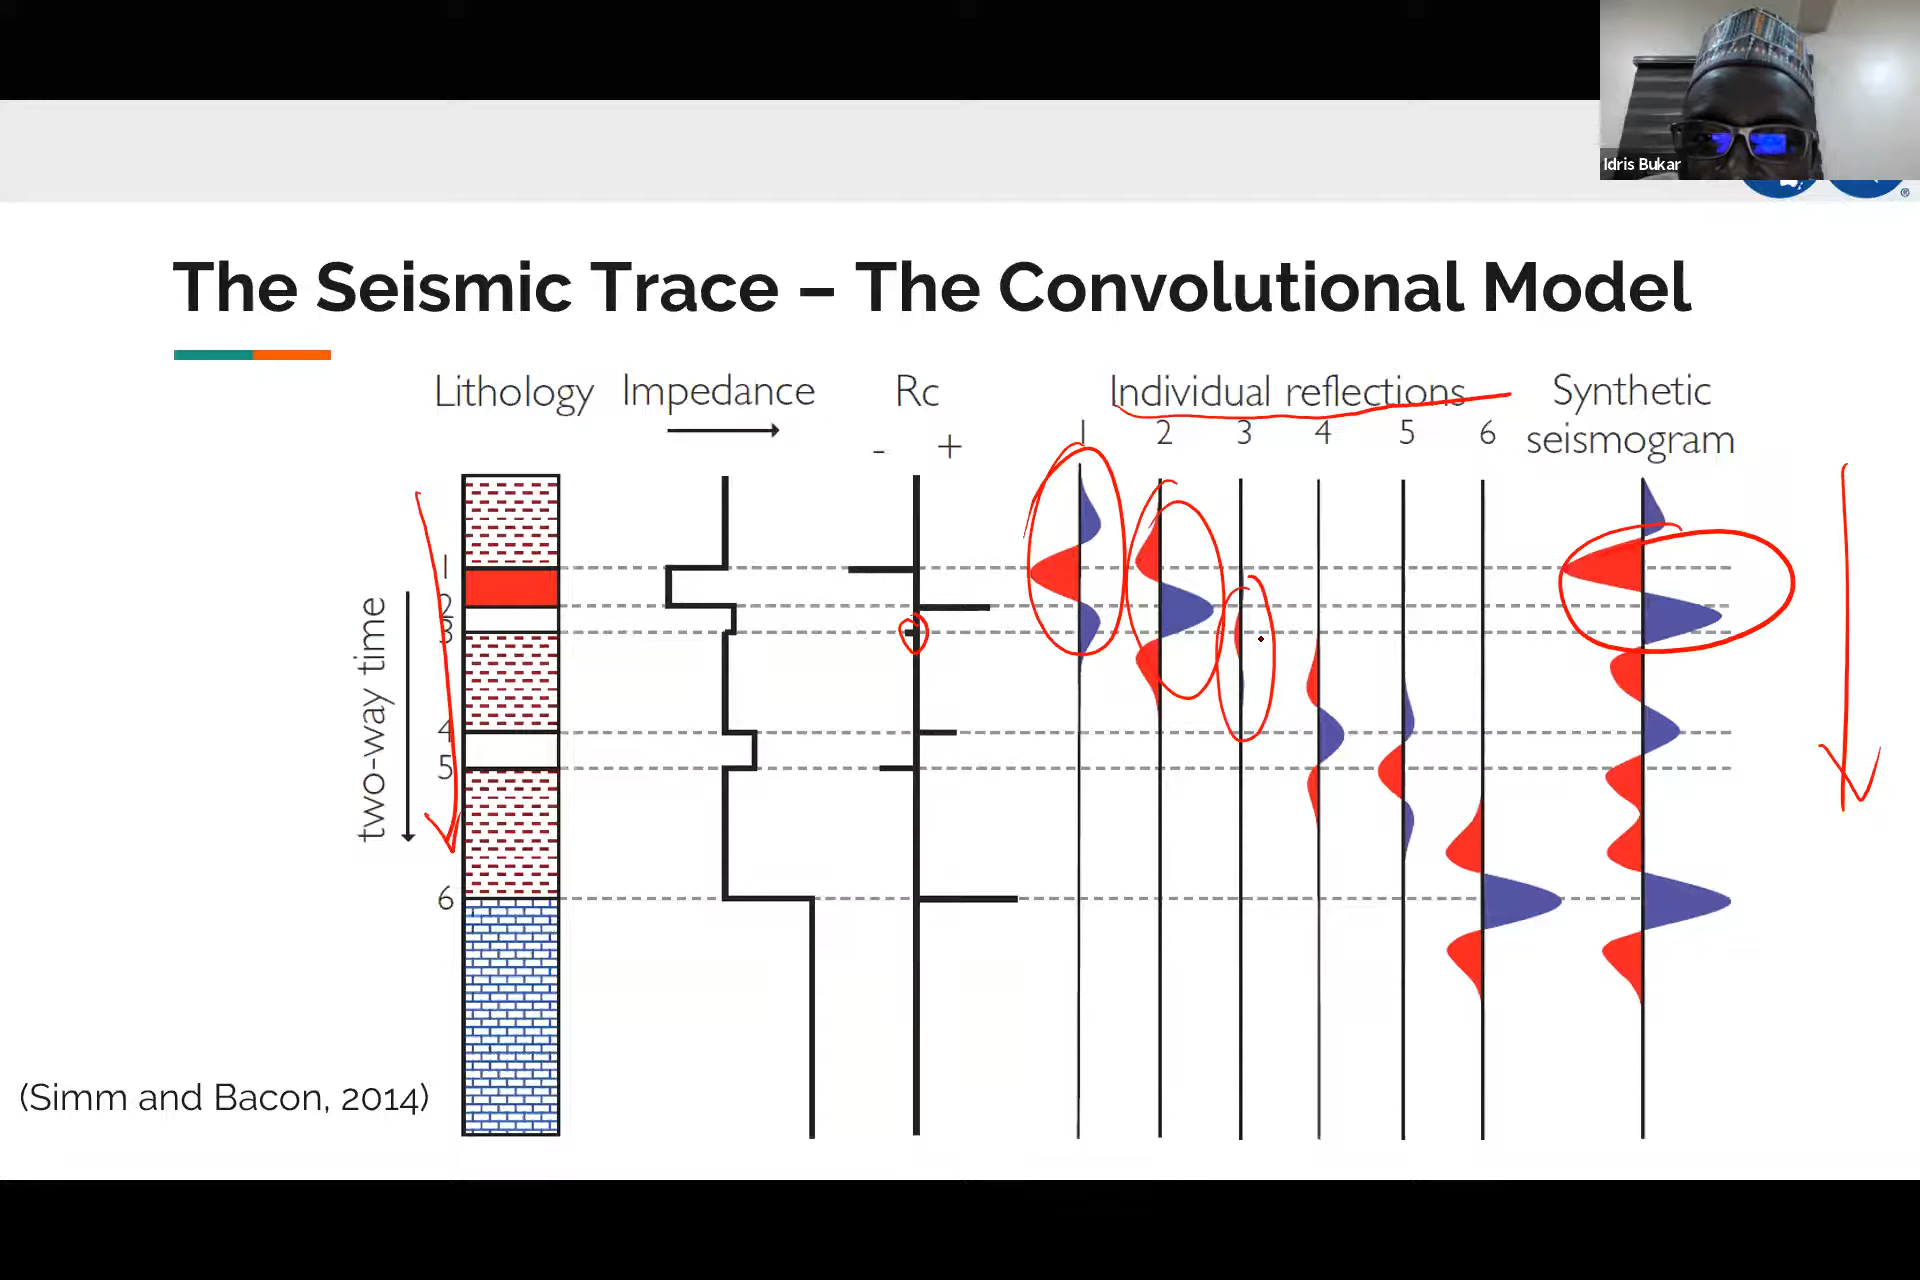 Idris Bukar
®
The Seismic Trace – The Convolutional Model
Lithology Impedance Rc Individual reflections Synthetic seismogram
- +
1 2 3 4 5 6
two-way time
1
2
3
4
5
6
(Simm and Bacon, 2014)